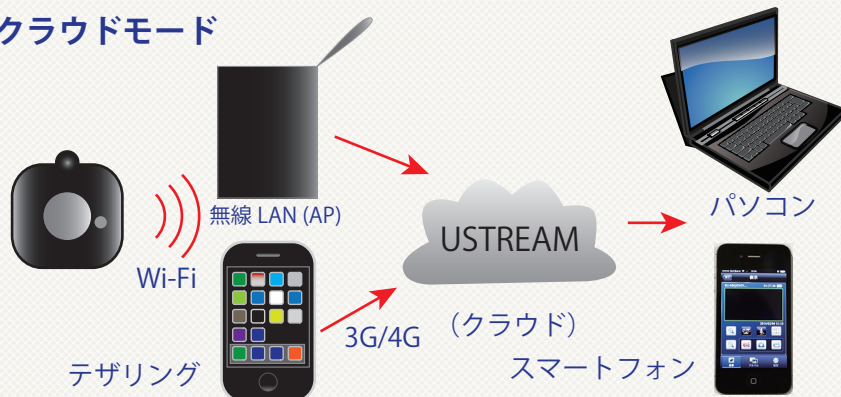 クラウドモード
無線 LAN (AP)
Wi-Fi
テザリング
3G/4G
USTREAM
(クラウド)
パソコン
スマートフォン